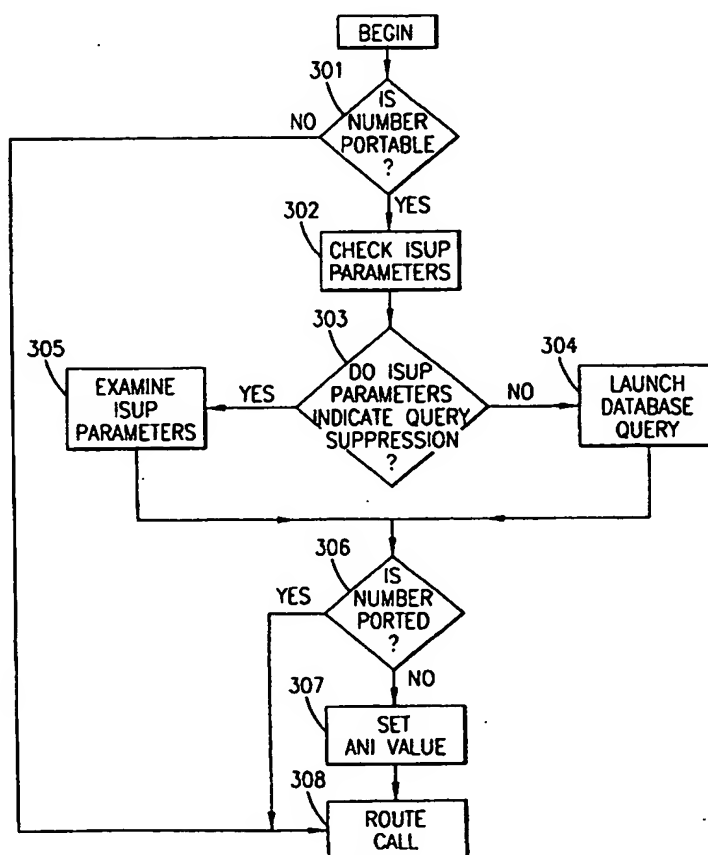 BEGIN
301
IS
NUMBER
PORTABLE
?
NO
YES
302
CHECK ISUP
PARAMETERS
303
DO ISUP
PARAMETERS
INDICATE QUERY
SUPPRESSION
?
YES
NO
305
EXAMINE
ISUP
PARAMETERS
304
LAUNCH
DATABASE
QUERY
306
IS
NUMBER
PORTED
?
YES
NO
307
SET
ANI VALUE
308
ROUTE
CALL